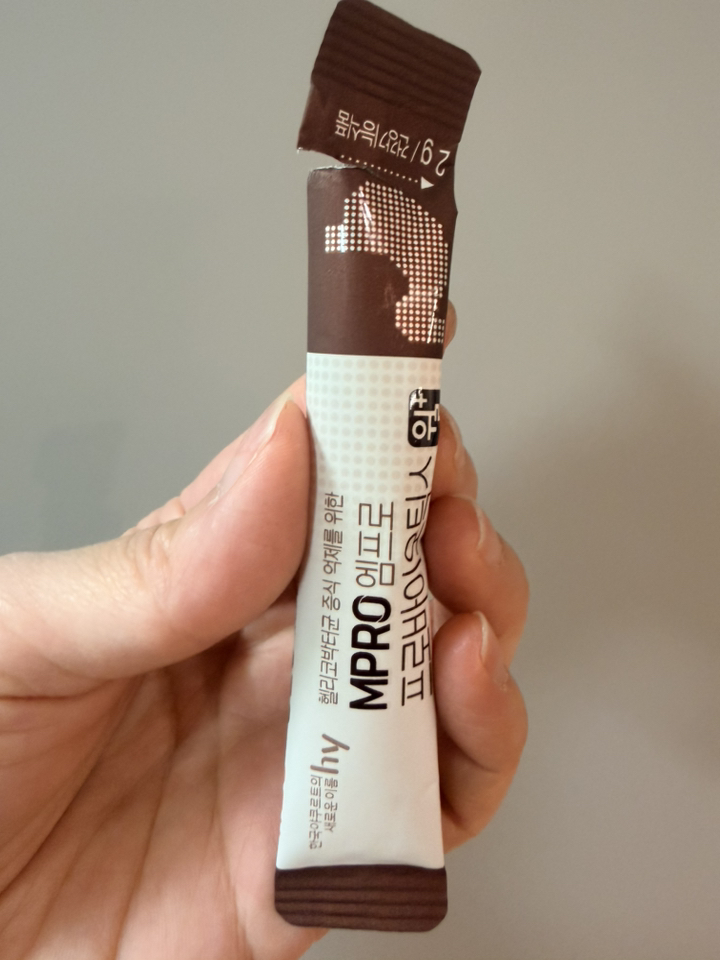 2g / 건강기능식품
위+
헬리코박터균 증식 억제를 위한
MPRO 엠프로
프로바이오틱스
hy
한국야쿠르트의
새로운 이름